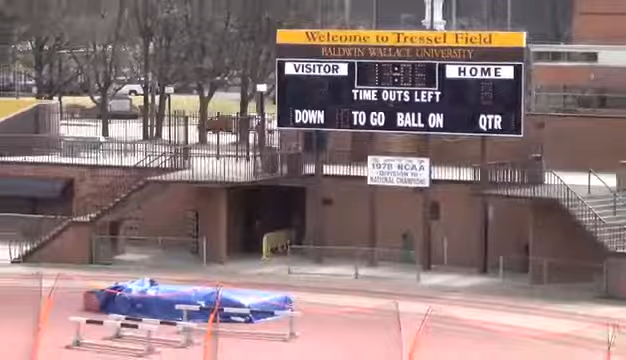 Welcome to Tressel Field
BALDWIN WALLACE UNIVERSITY
VISITOR HOME
TIME OUTS LEFT
DOWN TO GO BALL ON QTR
1978 NCAA
DIVISION III
NATIONAL CHAMPIONS